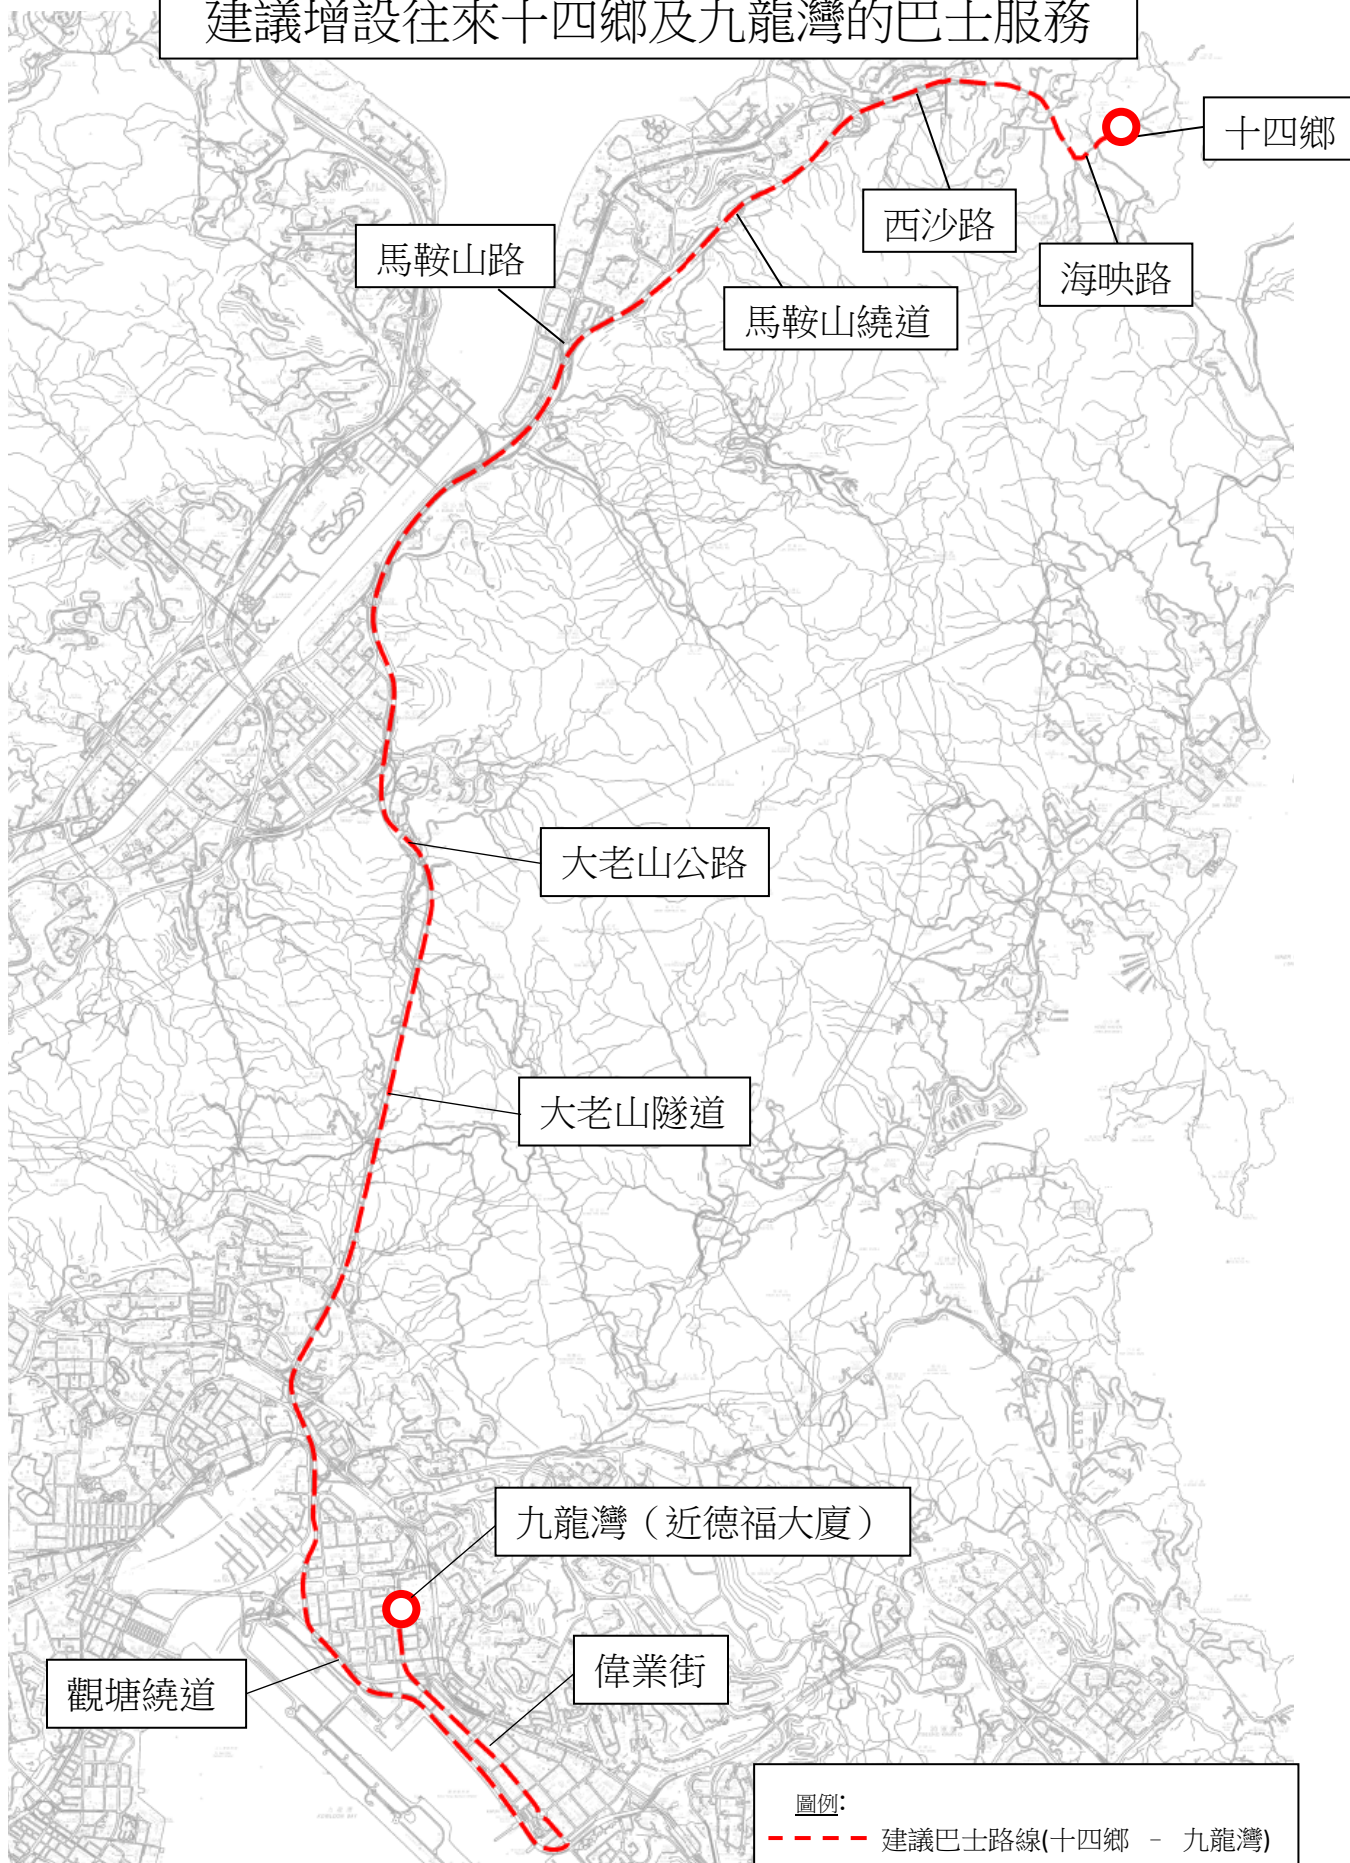 建議增設往來十四鄉及九龍灣的巴士服務
十四鄉
西沙路
馬鞍山路
海映路
馬鞍山繞道
大老山公路
大老山隧道
九龍灣（近德福大廈）
偉業街
觀塘繞道
圖例:
建議巴士路線(十四鄉 - 九龍灣)